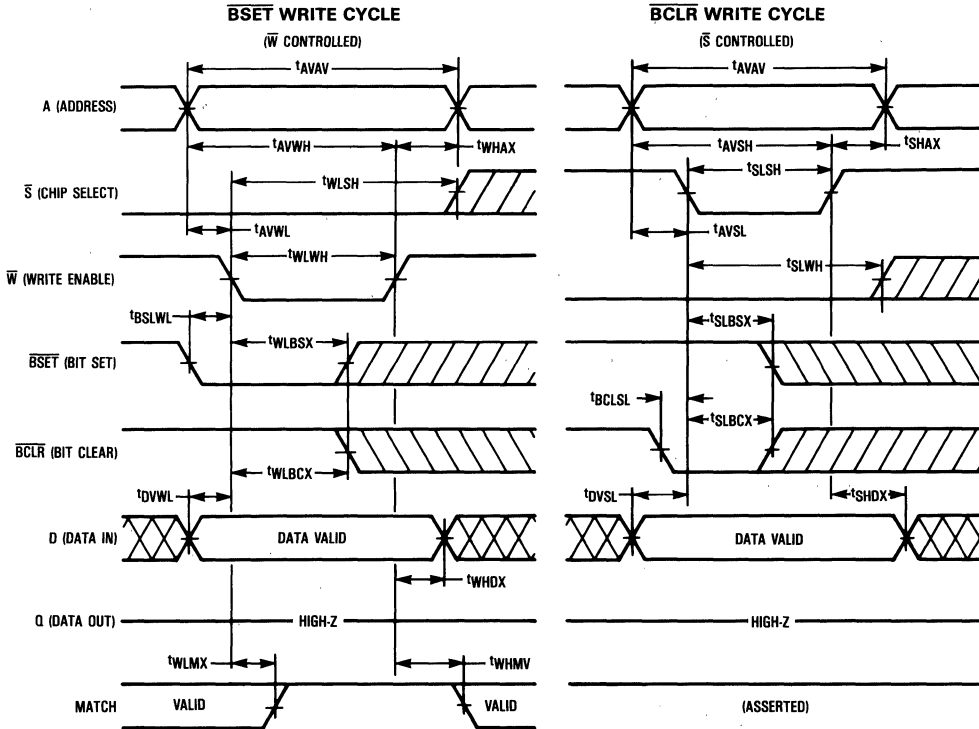 BSET WRITE CYCLE
(W CONTROLLED)
BCLR WRITE CYCLE
(S CONTROLLED)
tAVAV
tAVAV
A (ADDRESS)
tAVWH
tWHAX
tAVSH
tSHAX
S (CHIP SELECT)
tWLSH
tSLSH
tAVWL
tAVSL
W (WRITE ENABLE)
tWLWH
tSLWH
tBSLWL
tWLBSX
tSLBSX
BSET (BIT SET)
tBCLSL
tSLBCX
BCLR (BIT CLEAR)
tWLBCX
tDVWL
tDVSL
tSHDX
D (DATA IN)
DATA VALID
DATA VALID
tWHDX
Q (DATA OUT)
HIGH-Z
HIGH-Z
tWLMX
tWHMV
MATCH
VALID
VALID
(ASSERTED)